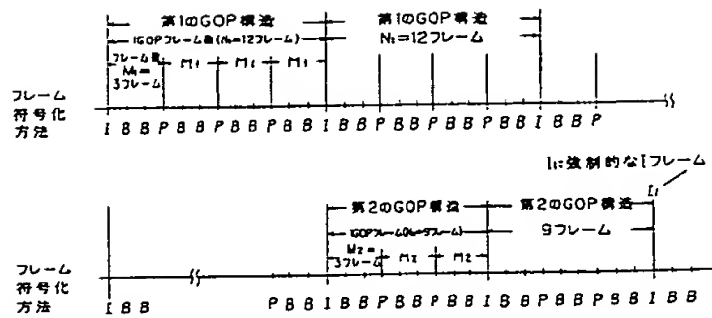 第1のGOP構造
第1のGOP構造
1GOPフレーム量(N₁=12フレーム)
N₁=12フレーム
フレーム量
M₁=
3フレーム
M₁
M₁
M₁
フレーム
符号化
方法
I B B P B B P B B P B B I B B P B B P B B P B B I B B P
I₁:強制的なIフレーム
I₁
第2のGOP構造
第2のGOP構造
1GOPフレーム(N₂=9フレーム)
9フレーム
M₂=
3フレーム
M₂
M₂
フレーム
符号化
方法
I B B
P B B I B B P B B P B B I B B P B B P B B I B B